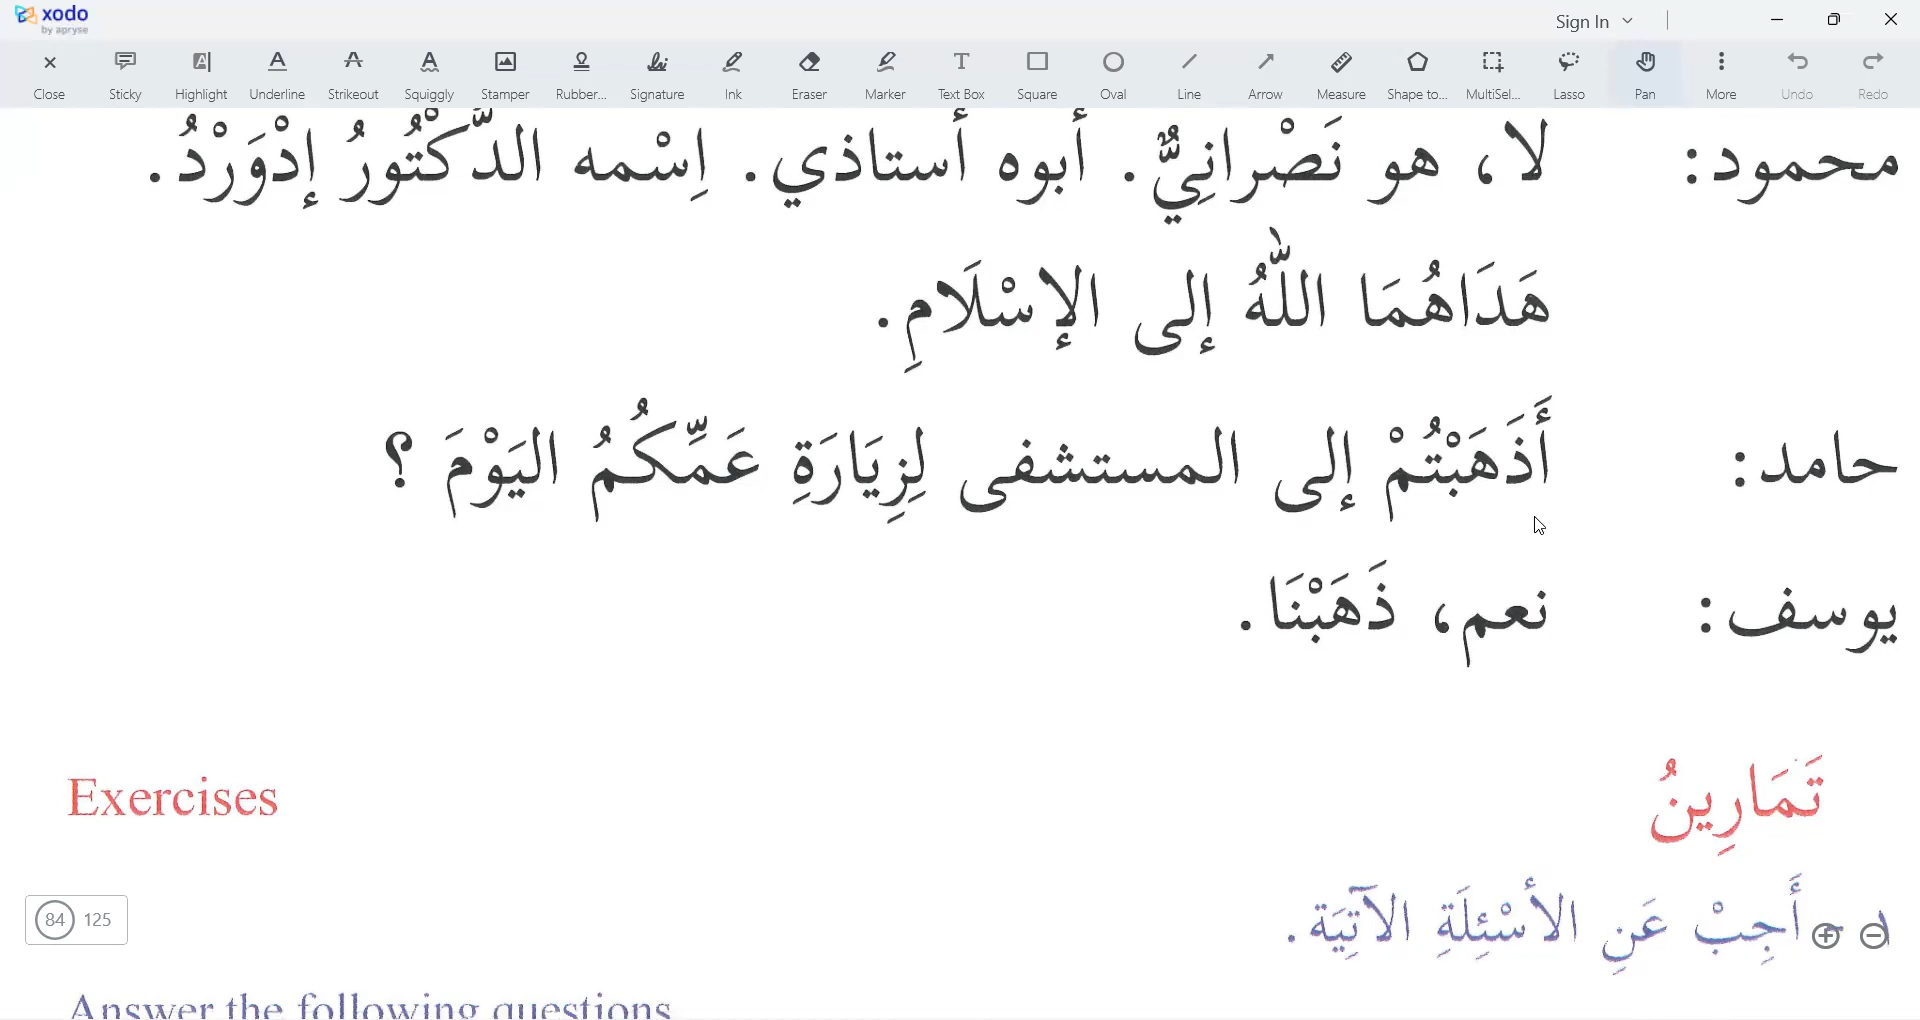 xodo
by apryse
Sign In
Close Sticky Highlight Underline Strikeout Squiggly Stamper Rubber... Signature Ink Eraser Marker Text Box Square Oval Line Arrow Measure Shape to... MultiSel... Lasso Pan More Undo Redo
محمود: لا، هو نَصْرانِيٌّ. أبوه أستاذي. اِسْمه الدَّكْتُورُ إِدْوَرْدُ.
هَدَاهُمَا اللّٰهُ إلى الإِسْلَامِ.
حامد: أَذَهَبْتُمْ إلى المستشفى لِزِيَارَةِ عَمِّكُمُ اليَوْمَ ؟
يوسف: نعم، ذَهَبْنَا.
Exercises تَمَارِينُ
١ - أَجِبْ عَنِ الأَسْئِلَةِ الآتِيَة.
84 125
Answer the following questions